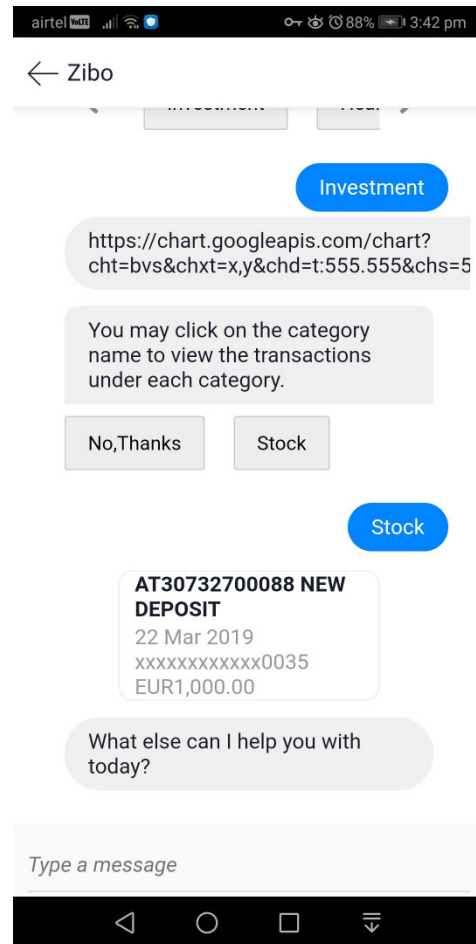 airtel VoLTE 88% 3:42 pm
Zibo
Investment
Investment
https://chart.googleapis.com/chart?
cht=bvs&chxt=x,y&chd=t:555.555&chs=5
You may click on the category
name to view the transactions
under each category.
No,Thanks Stock
Stock
AT30732700088 NEW
DEPOSIT
22 Mar 2019
xxxxxxxxxxxx0035
EUR1,000.00
What else can I help you with
today?
Type a message